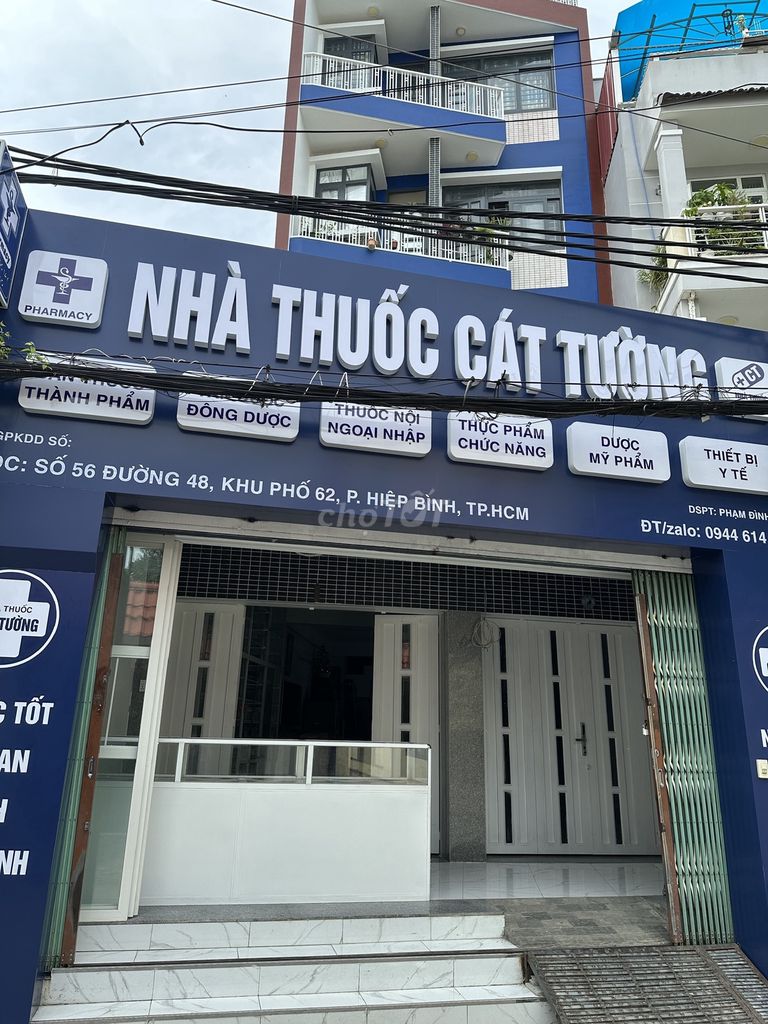 PHARMACY
NHÀ THUỐC CÁT TƯỜNG
+CT
THÀNH PHẨM
ĐÔNG DƯỢC
THUỐC NỘI
NGOẠI NHẬP
THỰC PHẨM
CHỨC NĂNG
DƯỢC
MỸ PHẨM
THIẾT BỊ
Y TẾ
GPKDD SỐ:
ĐC: SỐ 56 ĐƯỜNG 48, KHU PHỐ 62, P. HIỆP BÌNH, TP.HCM
DSPT: PHẠM ĐÌNH
ĐT/zalo: 0944 614
chợTỐT
THUỐC
TƯỜNG
TỐT
AN
H
NH